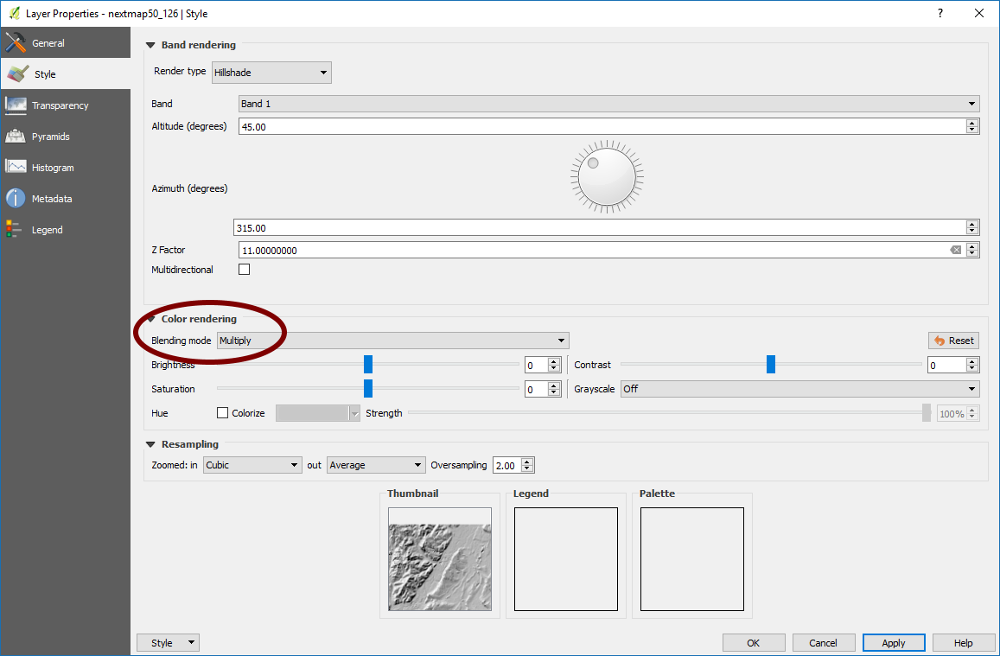 Layer Properties - nextmap50_126 | Style
?
General
Style
Transparency
Pyramids
Histogram
Metadata
Legend
Band rendering
Render type Hillshade
Band Band 1
Altitude (degrees) 45.00
Azimuth (degrees)
315.00
Z Factor 11.00000000
Multidirectional
Color rendering
Blending mode Multiply Reset
Brightness 0 Contrast 0
Saturation 0 Grayscale Off
Hue Colorize Strength 100%
Resampling
Zoomed: in Cubic out Average Oversampling 2.00
Thumbnail Legend Palette
Style OK Cancel Apply Help